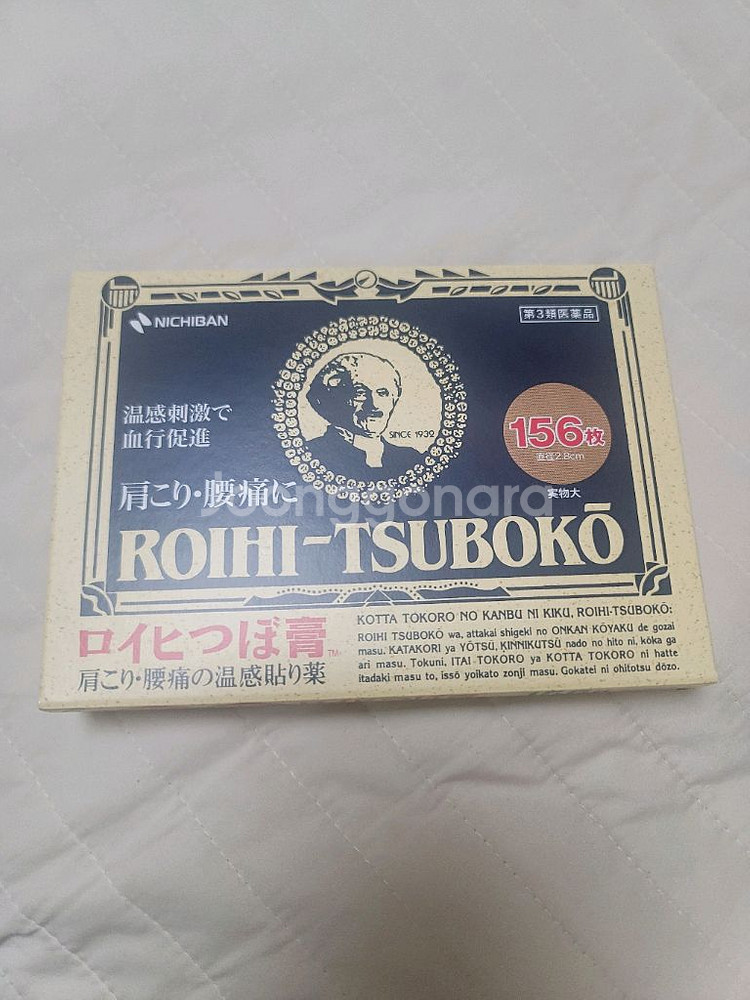 NICHIBAN
第3類医薬品
温感刺激で
血行促進
SINCE 1932
156枚
直径2.8cm
実物大
肩こり・腰痛に
joonggonara
ROIHI-TSUBOKŌ
ロイヒつぼ膏™
肩こり・腰痛の温感貼り薬
KOTTA TOKORO NO KANBU NI KIKU, ROIHI-TSUBOKŌ:
ROIHI TSUBOKŌ wa, attakai shigeki no ONKAN KŌYAKU de gozai
masu. KATAKORI ya YŌTSŪ, KINNIKUTSŪ nado no hito ni, kōka ga
ari masu. Tokuni, ITAI TOKORO ya KOTTA TOKORO ni hatte
itadaki masu to, issō yoikato zonji masu. Gokatei ni ohitotsu dōzo.